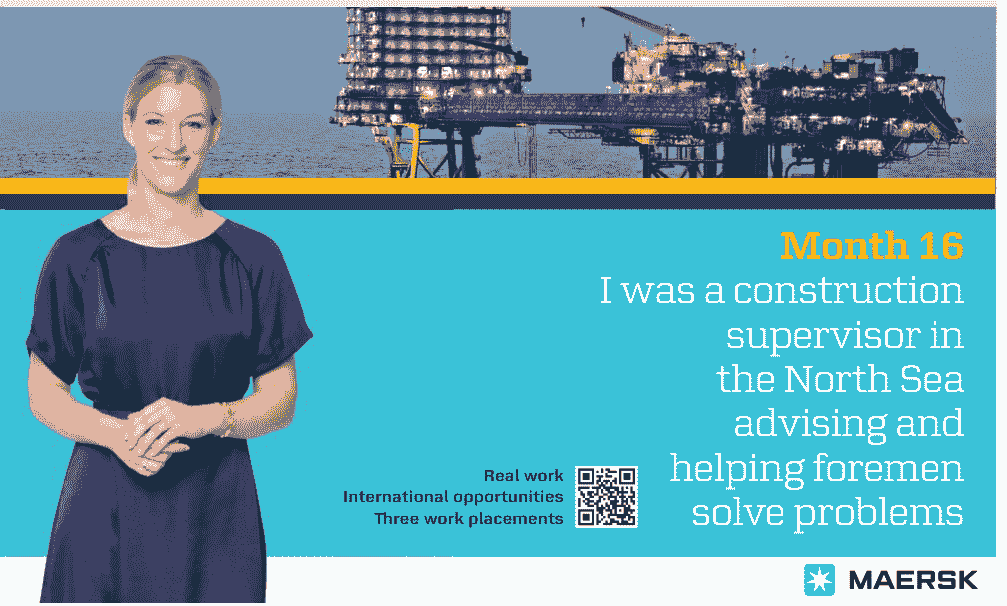 Month 16
I was a construction
supervisor in
the North Sea
advising and
helping foremen
solve problems
Real work
International opportunities
Three work placements
MAERSK